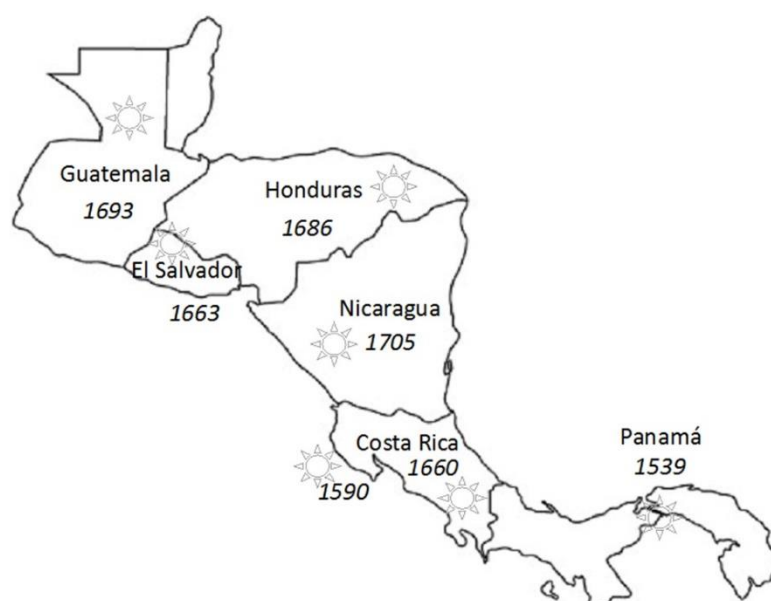 Guatemala
1693
Honduras
1686
El Salvador
1663
Nicaragua
1705
Costa Rica
1660
1590
Panamá
1539